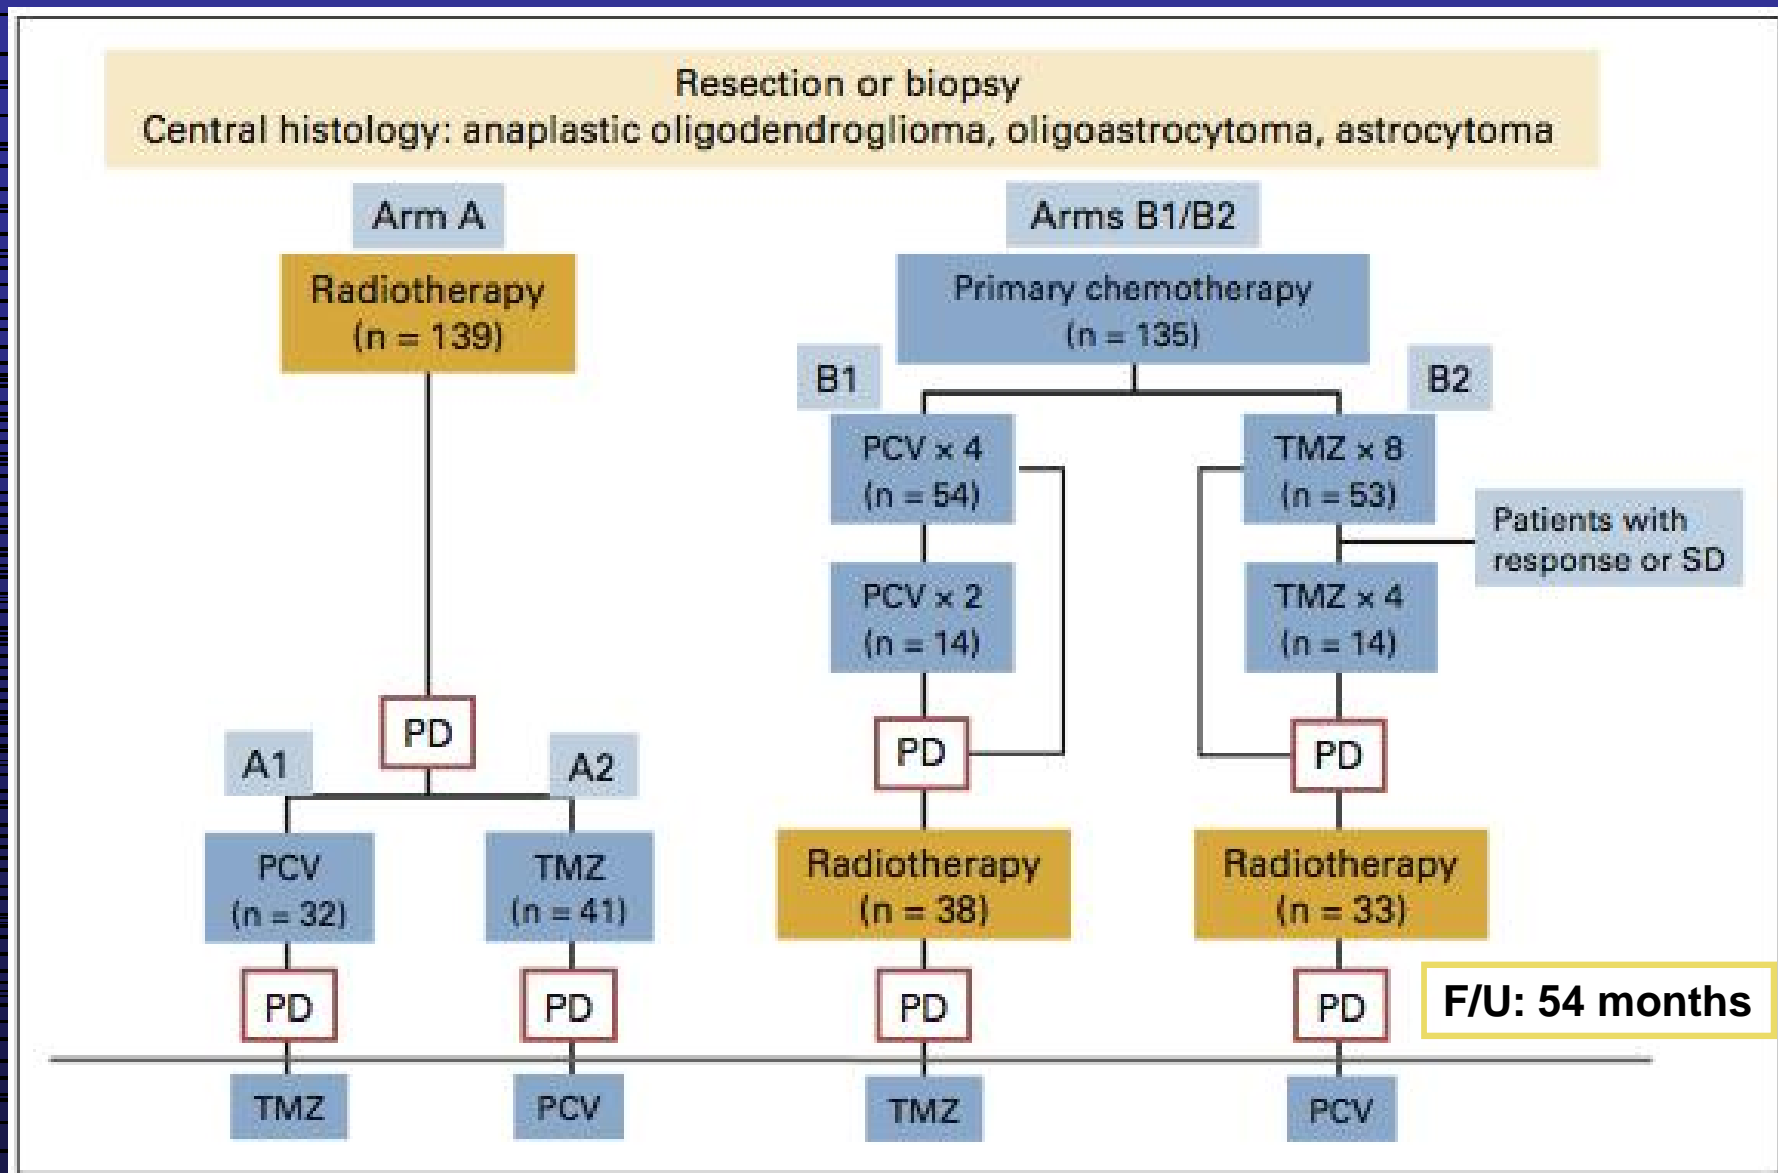 Resection or biopsy
Central histology: anaplastic oligodendroglioma, oligoastrocytoma, astrocytoma
Arm A
Radiotherapy
(n = 139)
PD
A1
A2
PCV
(n = 32)
TMZ
(n = 41)
PD
PD
TMZ
PCV
Arms B1/B2
Primary chemotherapy
(n = 135)
B1
B2
PCV × 4
(n = 54)
TMZ × 8
(n = 53)
Patients with
response or SD
PCV × 2
(n = 14)
TMZ × 4
(n = 14)
PD
PD
Radiotherapy
(n = 38)
Radiotherapy
(n = 33)
PD
PD
F/U: 54 months
TMZ
PCV